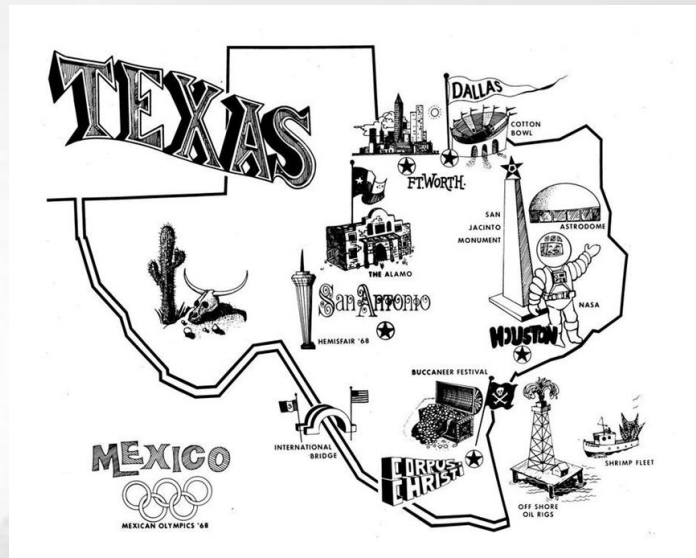 TEXAS
DALLAS
COTTON
BOWL
FT.WORTH.
SAN
JACINTO
MONUMENT
ASTRODOME
THE ALAMO
NASA
San Antonio
HEMISFAIR '68
HOUSTON
BUCCANEER FESTIVAL
INTERNATIONAL
BRIDGE
CORPUS
CHRISTI
SHRIMP FLEET
OFF SHORE
OIL RIGS
MEXICO
MEXICAN OLYMPICS '68